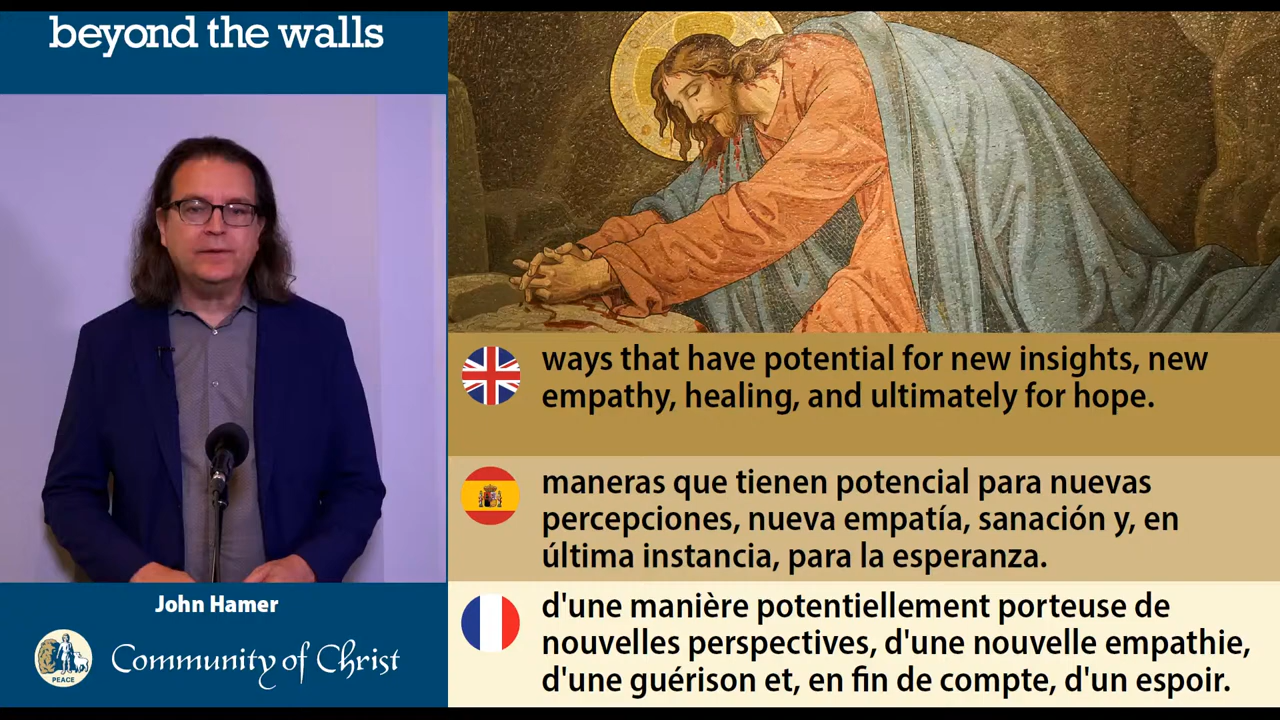 beyond the walls
ways that have potential for new insights, new
empathy, healing, and ultimately for hope.
maneras que tienen potencial para nuevas
percepciones, nueva empatía, sanación y, en
última instancia, para la esperanza.
d'une manière potentiellement porteuse de
nouvelles perspectives, d'une nouvelle empathie,
d'une guérison et, en fin de compte, d'un espoir.
John Hamer
PEACE
Community of Christ